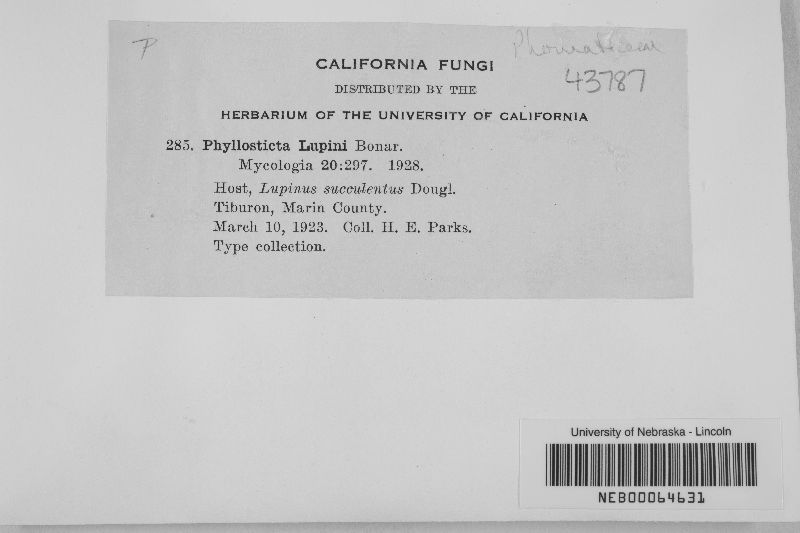 P
43787
CALIFORNIA FUNGI
DISTRIBUTED BY THE
HERBARIUM OF THE UNIVERSITY OF CALIFORNIA
285. Phyllosticta Lupini Bonar.
Mycologia 20:297. 1928.
Host, Lupinus succulentus Dougl.
Tiburon, Marin County.
March 10, 1923. Coll. H. E. Parks.
Type collection.
University of Nebraska - Lincoln
NEB00064631